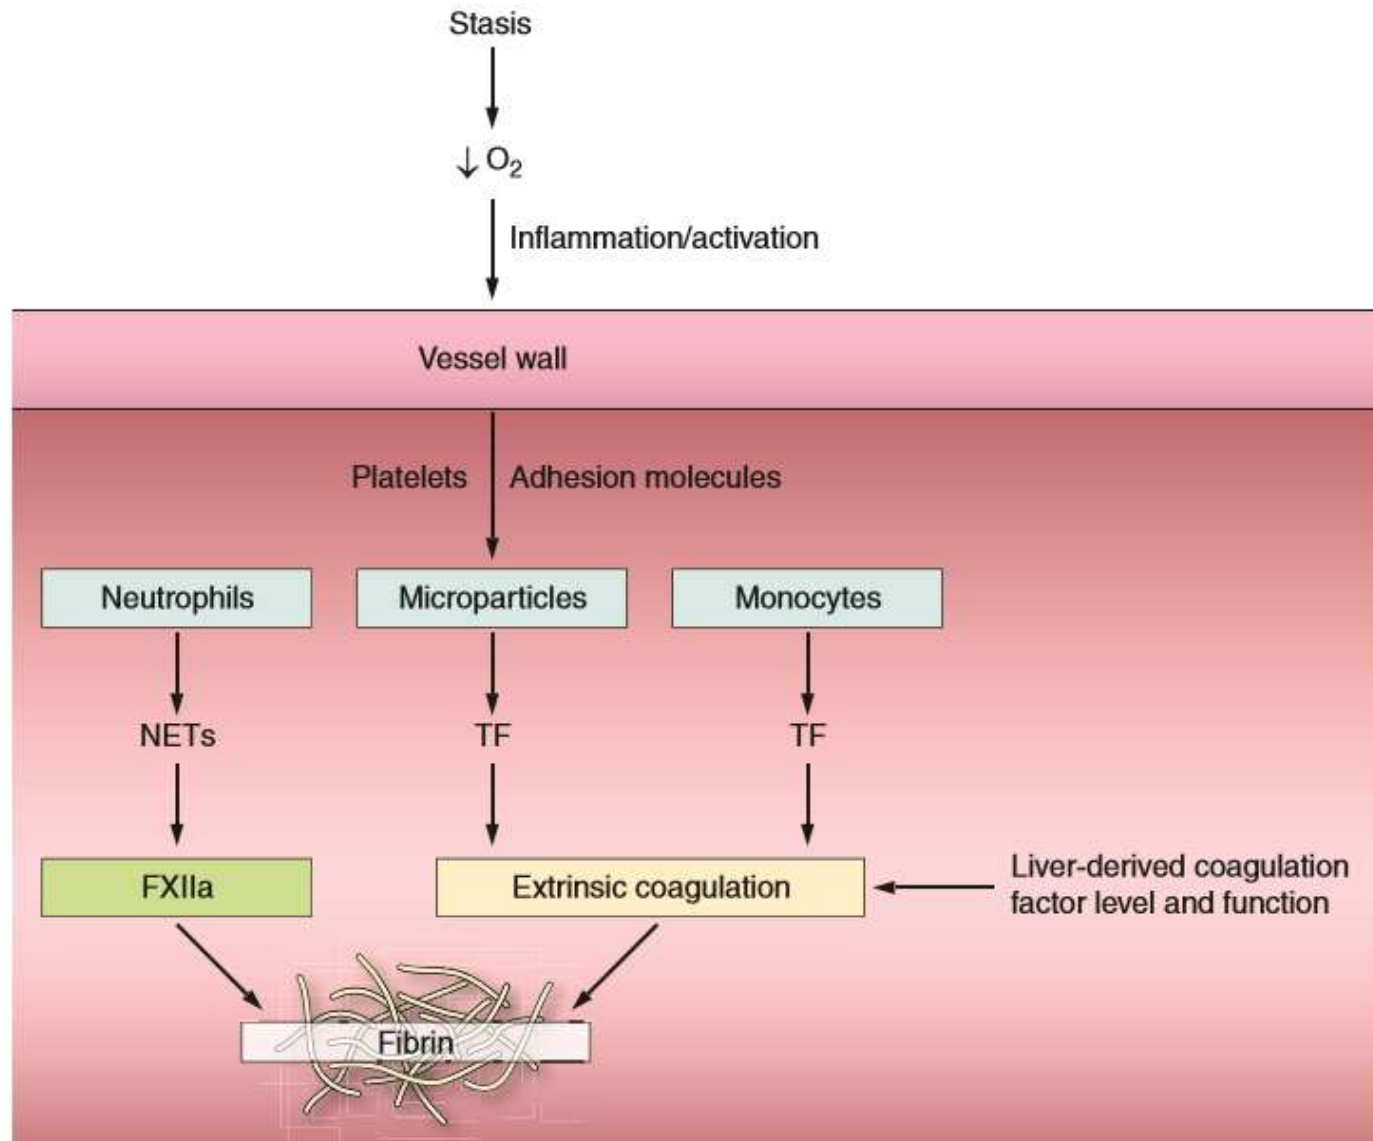 Stasis
↓ O₂
Inflammation/activation
Vessel wall
Platelets
Adhesion molecules
Neutrophils
Microparticles
Monocytes
NETs
TF
TF
FXIIa
Extrinsic coagulation
Liver-derived coagulation
factor level and function
Fibrin